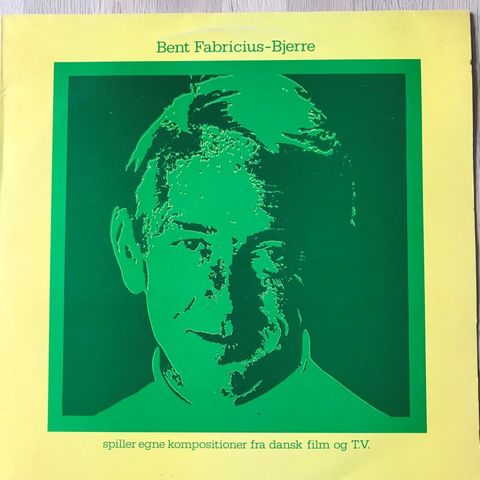 Bent Fabricius-Bjerre
spiller egne kompositioner fra dansk film og T.V.